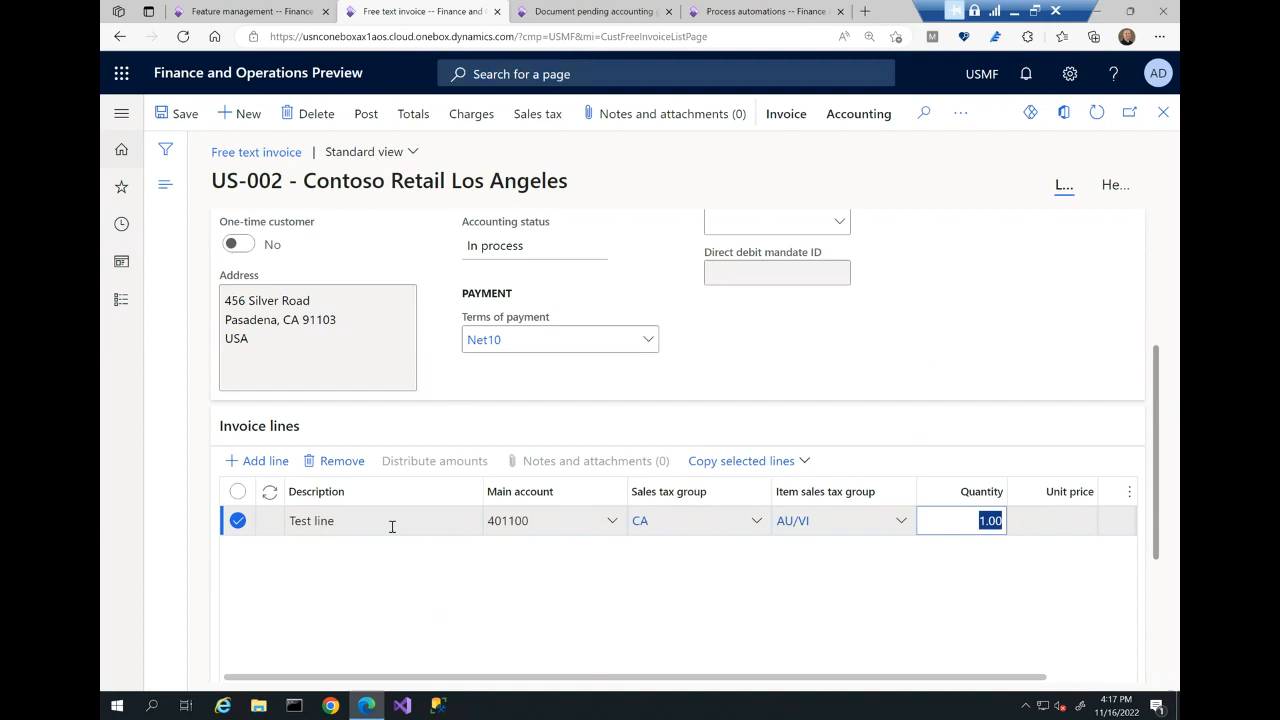 Feature management -- Finance
Free text invoice -- Finance and
Document pending accounting
Process automations -- Finance
https://usnconeboxax1aos.cloud.onebox.dynamics.com/?cmp=USMF&mi=CustFreeInvoiceListPage
Finance and Operations Preview
Search for a page
USMF
AD
Save
New
Delete
Post
Totals
Charges
Sales tax
Notes and attachments (0)
Invoice
Accounting
Free text invoice | Standard view
US-002 - Contoso Retail Los Angeles
L...
He...
One-time customer
No
Address
456 Silver Road
Pasadena, CA 91103
USA
Accounting status
In process
PAYMENT
Terms of payment
Net10
Direct debit mandate ID
Invoice lines
Add line
Remove
Distribute amounts
Notes and attachments (0)
Copy selected lines
Description
Main account
Sales tax group
Item sales tax group
Quantity
Unit price
Test line
401100
CA
AU/VI
1.00
4:17 PM
11/16/2022